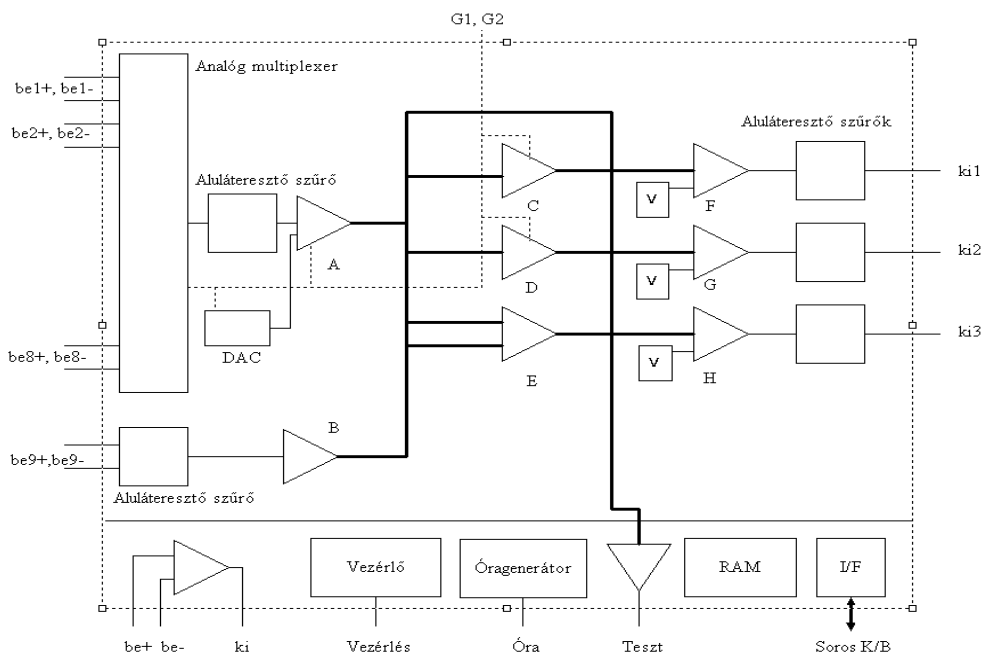 G1, G2
Analóg multiplexer
be1+, be1-
be2+, be2-
Aluláteresztő szűrők
ki1
Aluláteresztő szűrő
C
V
F
A
D
V
G
ki2
DAC
be8+, be8-
E
V
H
ki3
B
be9+,be9-
Aluláteresztő szűrő
Vezérlő
Óragenerátor
RAM
I/F
be+ be-
ki
Vezérlés
Óra
Teszt
Soros K/B